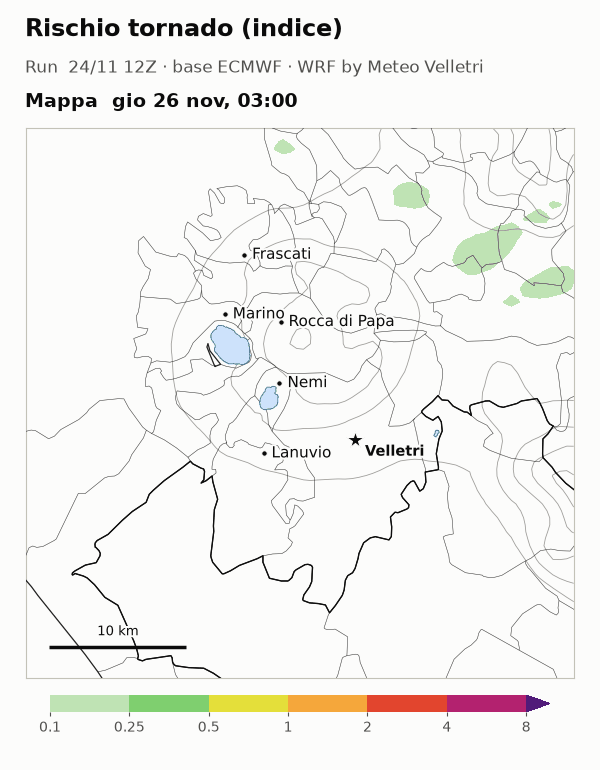 Rischio tornado (indice)
Run  24/11 12Z · base ECMWF · WRF by Meteo Velletri
Mappa  gio 26 nov, 03:00
Frascati
Marino
Rocca di Papa
Nemi
Velletri
Lanuvio
10 km
0.1 0.25 0.5 1 2 4 8